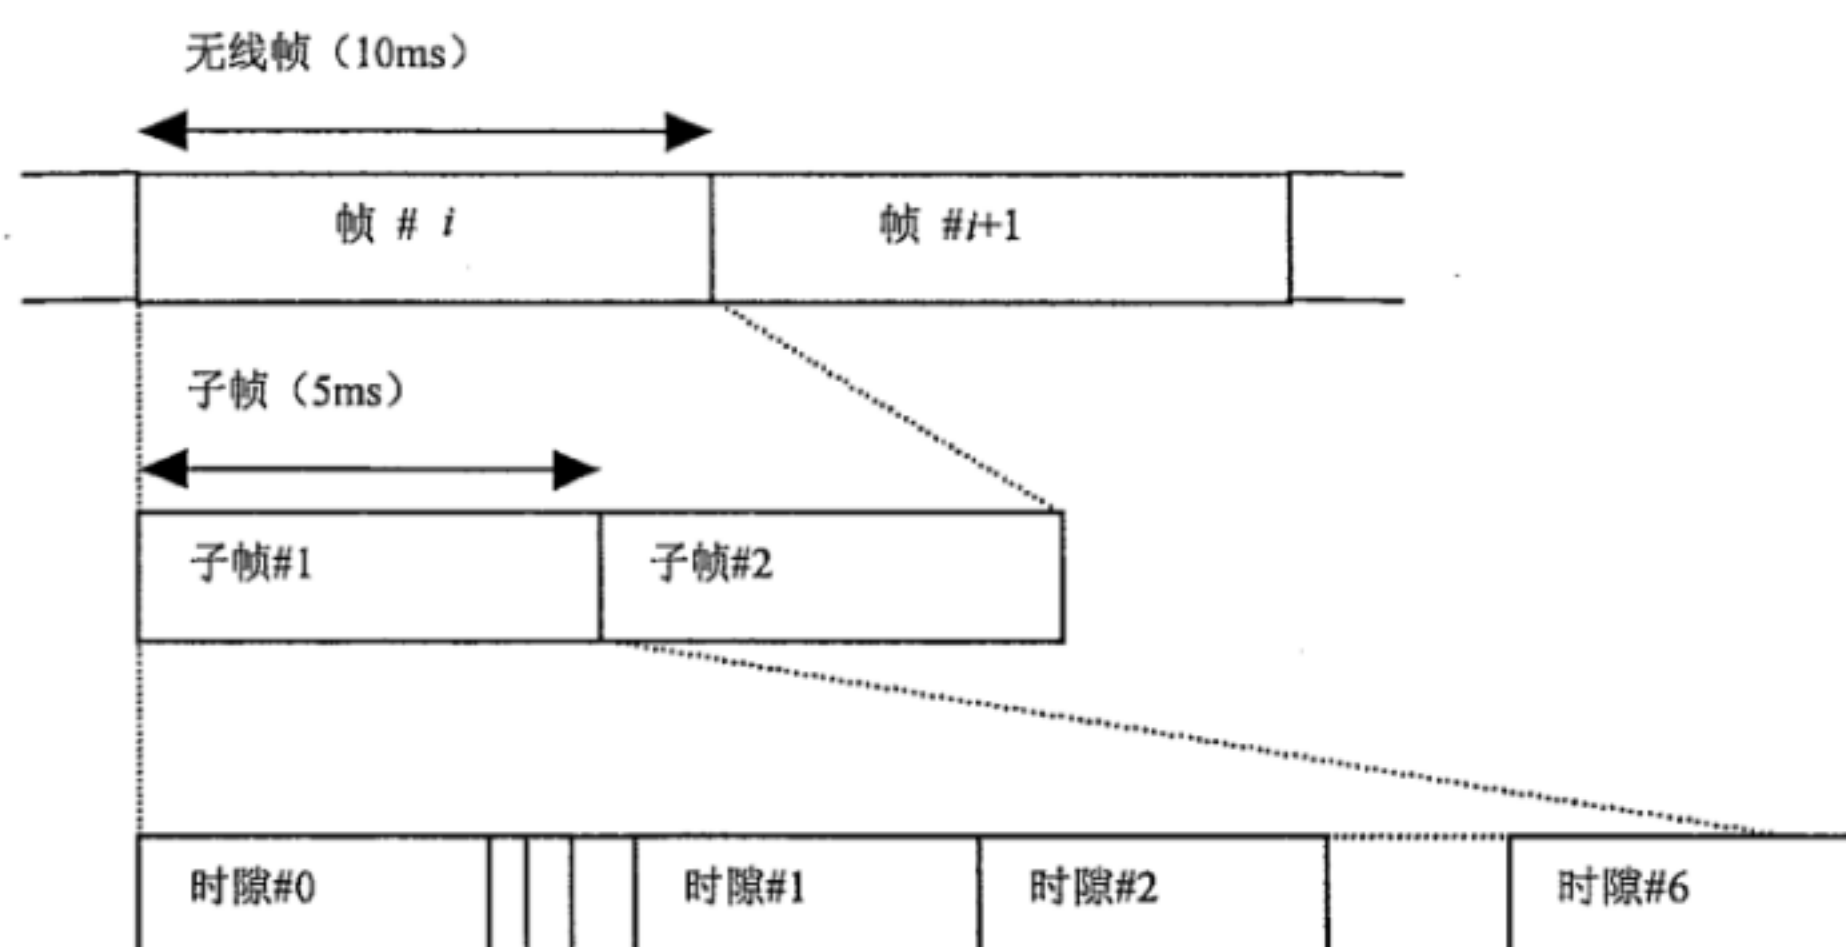 无线帧（10ms）
帧 # i
帧 #i+1
子帧（5ms）
子帧#1
子帧#2
时隙#0
时隙#1
时隙#2
时隙#6